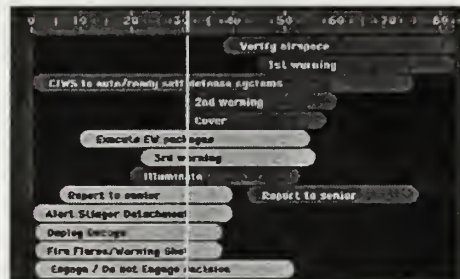 0 10 20 30 40 50 60 70 80
Verify airspace
1st warning
CIWS to auto/ready self defense systems
2nd warning
Cover
Execute EW packages
3rd warning
Illuminate
Report to senior Report to senior
Alert Stinger Detachment
Deploy
Fire Flares/Warning Shot
Engage / Do not Engage decision